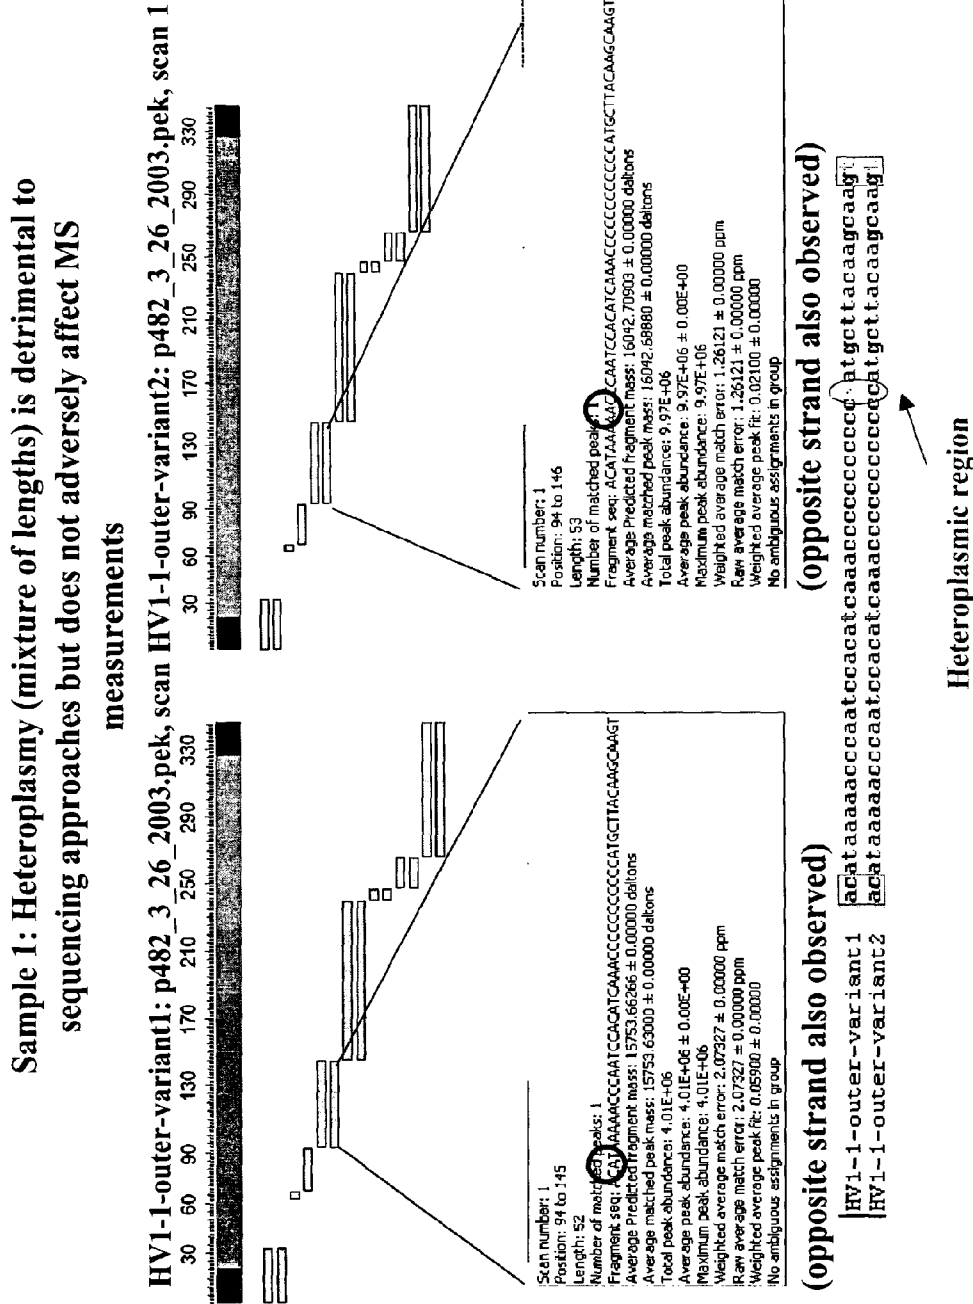 Sample 1: Heteroplasmy (mixture of lengths) is detrimental to
sequencing approaches but does not adversely affect MS
measurements
HV1-1-outer-variant1: p482_3_26_2003.pek, scan
30 60 90 130 170 210 250 290 330
Scan number: 1
Position: 94 to 145
Length: 52
Number of matched peaks: 1
Fragment seq: ACATAAAAACCCAATCCACATCAAACCCCCCCCCCCATGCTTACAAGCAAGT
Average Predicted fragment mass: 15753.66266 ± 0.00000 daltons
Average matched peak mass: 15753.63000 ± 0.00000 daltons
Total peak abundance: 4.01E+06
Average peak abundance: 4.01E+06 ± 0.00E+00
Maximum peak abundance: 4.01E+06
Weighted average match error: 2.07327 ± 0.00000 ppm
Raw average match error: 2.07327 ± 0.00000 ppm
Weighted average peak fit: 0.05900 ± 0.00000
No ambiguous assignments in group
(opposite strand also observed)
HV1-1-outer-variant2: p482_3_26_2003.pek, scan 1
30 60 90 130 170 210 250 290 330
Scan number: 1
Position: 94 to 146
Length: 53
Number of matched peaks: 1
Fragment seq: ACATAAAAACCCAATCCACATCAAACCCCCCCCCCCCATGCTTACAAGCAAGT
Average Predicted fragment mass: 16042.70903 ± 0.00000 daltons
Average matched peak mass: 16042.68880 ± 0.00000 daltons
Total peak abundance: 9.97E+06
Average peak abundance: 9.97E+06 ± 0.00E+00
Maximum peak abundance: 9.97E+06
Weighted average match error: 1.26121 ± 0.00000 ppm
Raw average match error: 1.26121 ± 0.00000 ppm
Weighted average peak fit: 0.02100 ± 0.00000
No ambiguous assignments in group
(opposite strand also observed)
HV1-1-outer-variant1 acataaaaacccaatccacatcaaaccccccccccc-atgcttacaagcaagt
HV1-1-outer-variant2 acataaaaacccaatccacatcaaaccccccccccccatgcttacaagcaagt
Heteroplasmic region